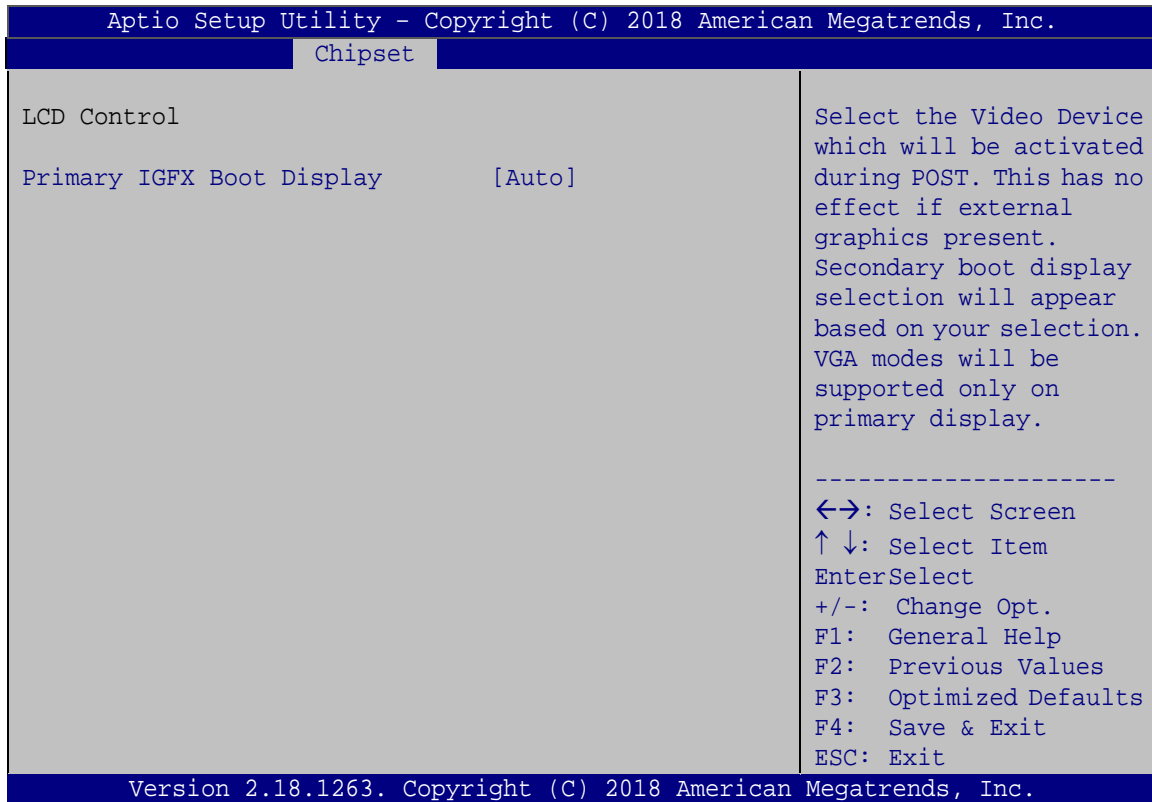 Aptio Setup Utility – Copyright (C) 2018 American Megatrends, Inc.
Chipset
LCD Control
Primary IGFX Boot Display [Auto]
Select the Video Device
which will be activated
during POST. This has no
effect if external
graphics present.
Secondary boot display
selection will appear
based on your selection.
VGA modes will be
supported only on
primary display.
---------------------
←→: Select Screen
↑ ↓: Select Item
EnterSelect
+/-: Change Opt.
F1: General Help
F2: Previous Values
F3: Optimized Defaults
F4: Save & Exit
ESC: Exit
Version 2.18.1263. Copyright (C) 2018 American Megatrends, Inc.